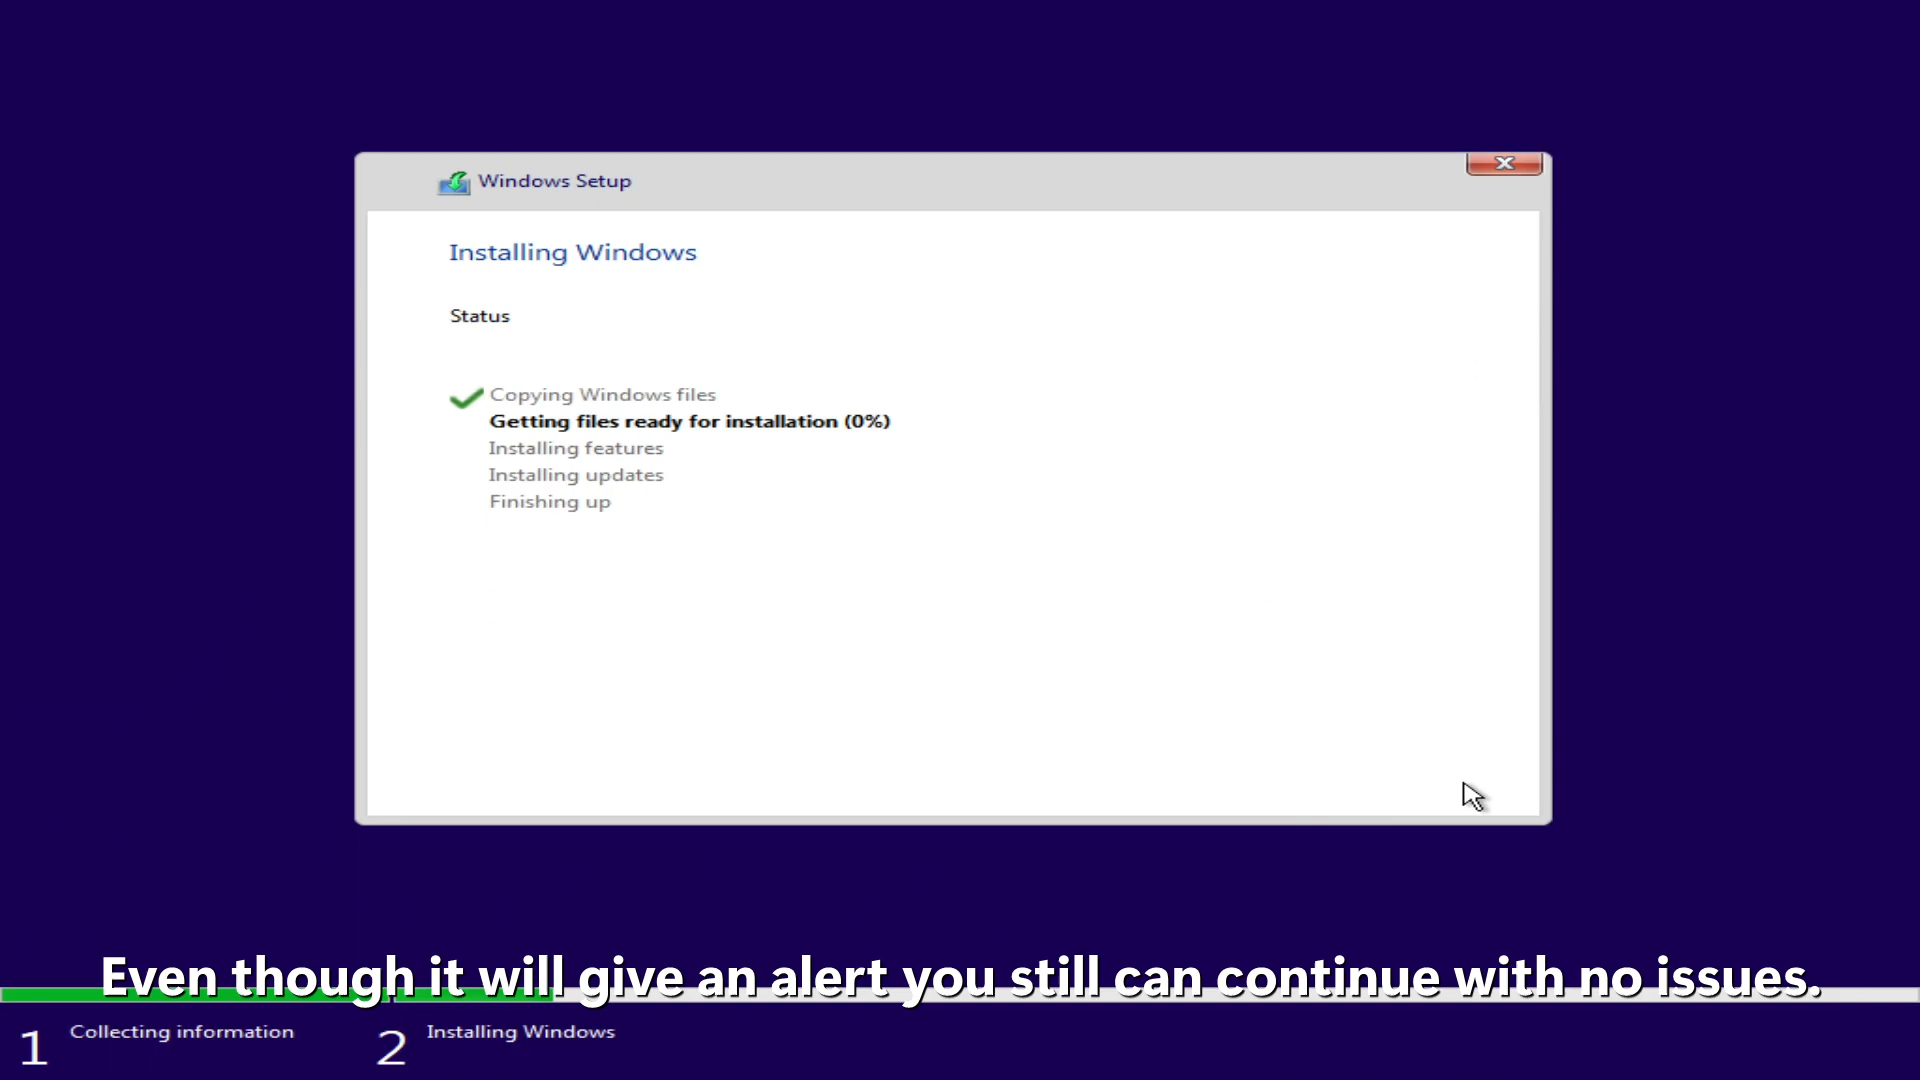 Windows Setup
Installing Windows
Status
Copying Windows files
Getting files ready for installation (0%)
Installing features
Installing updates
Finishing up
Even though it will give an alert you still can continue with no issues.
1 Collecting information 2 Installing Windows